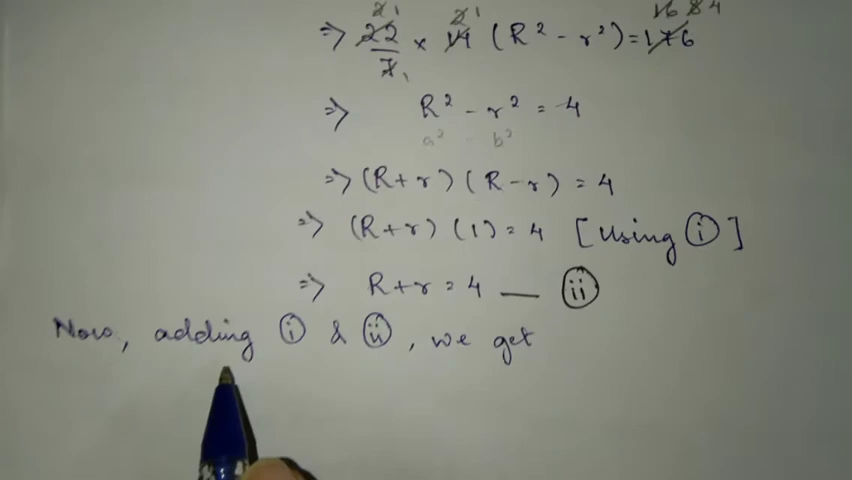 ⇒ 22/7 × 14 (R² - r²) = 176
⇒ R² - r² = 4
a² - b²
⇒ (R+r) (R-r) = 4
⇒ (R+r) (1) = 4 [Using (i)]
⇒ R+r = 4 — (ii)
Now, adding (i) & (ii), we get